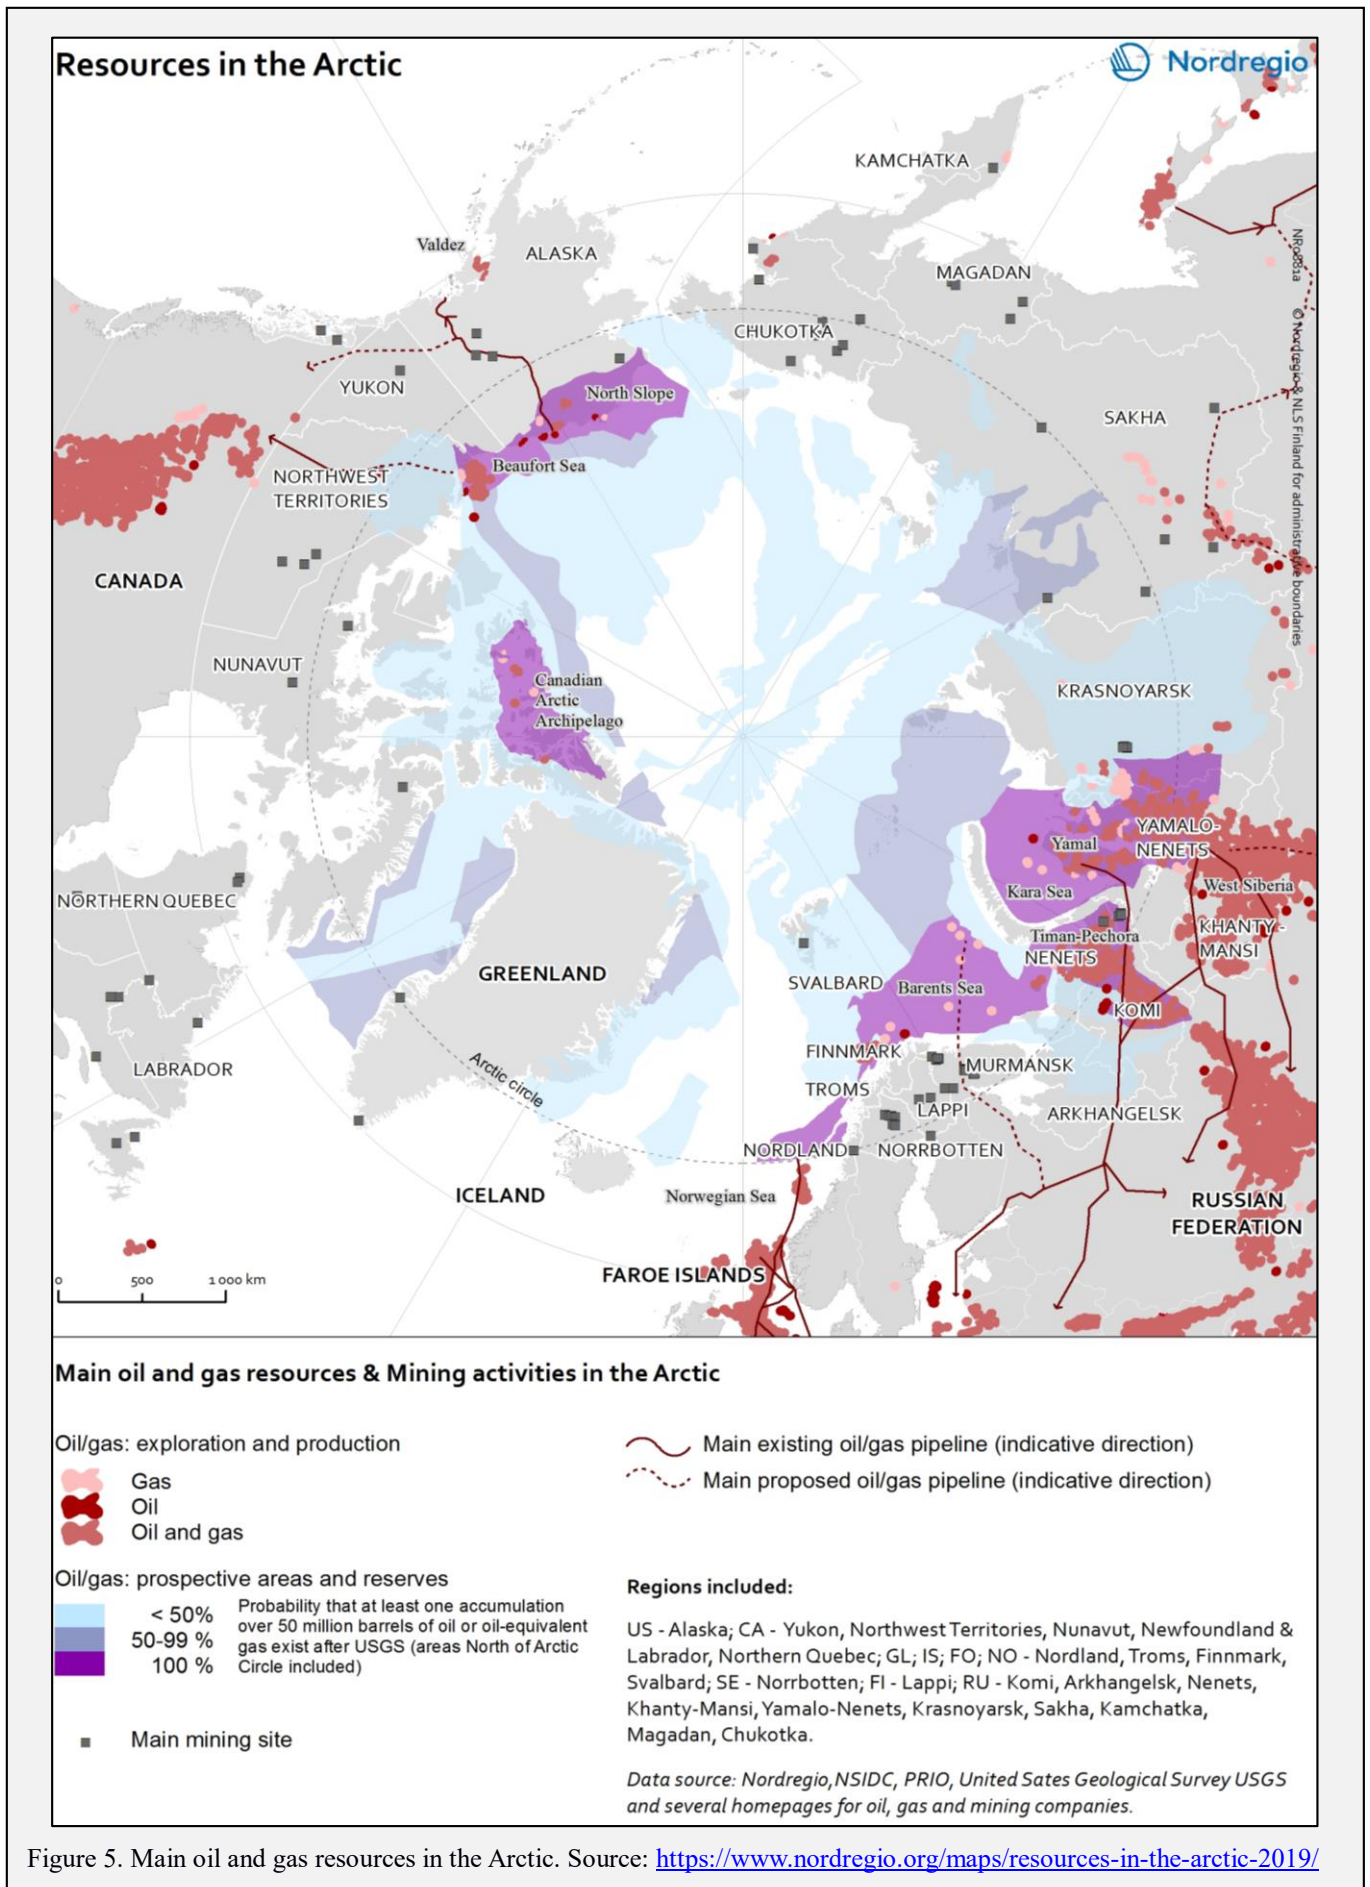 Resources in the Arctic
Nordregio
KAMCHATKA
Valdez
ALASKA
MAGADAN
NR0881a © Nordregio & NLS Finland for administrative boundaries
CHUKOTKA
YUKON
North Slope
SAKHA
Beaufort Sea
NORTHWEST
TERRITORIES
CANADA
NUNAVUT
Canadian
Arctic
Archipelago
KRASNOYARSK
YAMALO-
NENETS
Yamal
Kara Sea
West Siberia
NORTHERN QUEBEC
KHANTY-
MANSI
Timan-Pechora
NENETS
GREENLAND
SVALBARD
Barents Sea
KOMI
FINNMARK
MURMANSK
LABRADOR
Arctic circle
TROMS
LAPPI
ARKHANGELSK
NORDLAND
NORRBOTTEN
ICELAND
Norwegian Sea
RUSSIAN
FEDERATION
FAROE ISLANDS
0 500 1 000 km
Main oil and gas resources & Mining activities in the Arctic
Oil/gas: exploration and production
Gas
Oil
Oil and gas
Oil/gas: prospective areas and reserves
< 50%
50-99 %
100 %
Probability that at least one accumulation
over 50 million barrels of oil or oil-equivalent
gas exist after USGS (areas North of Arctic
Circle included)
Main mining site
Main existing oil/gas pipeline (indicative direction)
Main proposed oil/gas pipeline (indicative direction)
Regions included:
US - Alaska; CA - Yukon, Northwest Territories, Nunavut, Newfoundland &
Labrador, Northern Quebec; GL; IS; FO; NO - Nordland, Troms, Finnmark,
Svalbard; SE - Norrbotten; FI - Lappi; RU - Komi, Arkhangelsk, Nenets,
Khanty-Mansi, Yamalo-Nenets, Krasnoyarsk, Sakha, Kamchatka,
Magadan, Chukotka.
Data source: Nordregio,NSIDC, PRIO, United Sates Geological Survey USGS
and several homepages for oil, gas and mining companies.
Figure 5. Main oil and gas resources in the Arctic. Source: https://www.nordregio.org/maps/resources-in-the-arctic-2019/